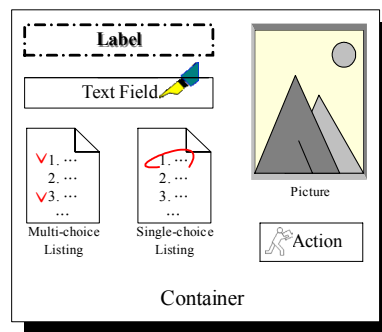 Label
Text Field
1. ...
2. ...
3. ...
...
Multi-choice
Listing
1. ...
2. ...
3. ...
...
Single-choice
Listing
Picture
Action
Container